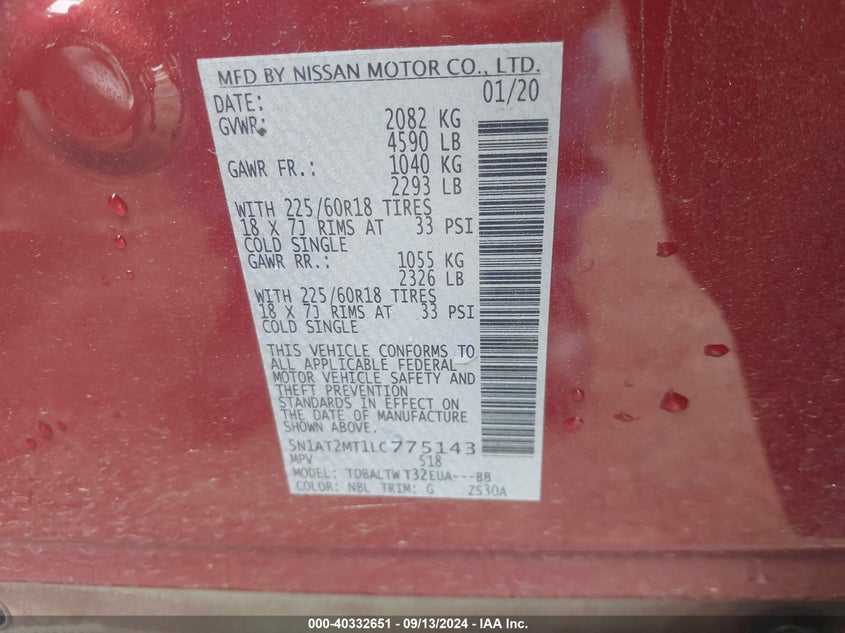 MFD BY NISSAN MOTOR CO., LTD.
DATE: 01/20
GVWR: 2082 KG
4590 LB
GAWR FR.: 1040 KG
2293 LB
WITH 225/60R18 TIRES
18 X 7J RIMS AT 33 PSI
COLD SINGLE
GAWR RR.: 1055 KG
2326 LB
WITH 225/60R18 TIRES
18 X 7J RIMS AT 33 PSI
COLD SINGLE
THIS VEHICLE CONFORMS TO
ALL APPLICABLE FEDERAL
MOTOR VEHICLE SAFETY AND
THEFT PREVENTION
STANDARDS IN EFFECT ON
THE DATE OF MANUFACTURE
SHOWN ABOVE.
5N1AT2MT1LC775143
MPV 518
MODEL: TDBALTWT32EUA---BB
COLOR: NBL TRIM: G ZS30A
000-40332651 - 09/13/2024 - IAA Inc.